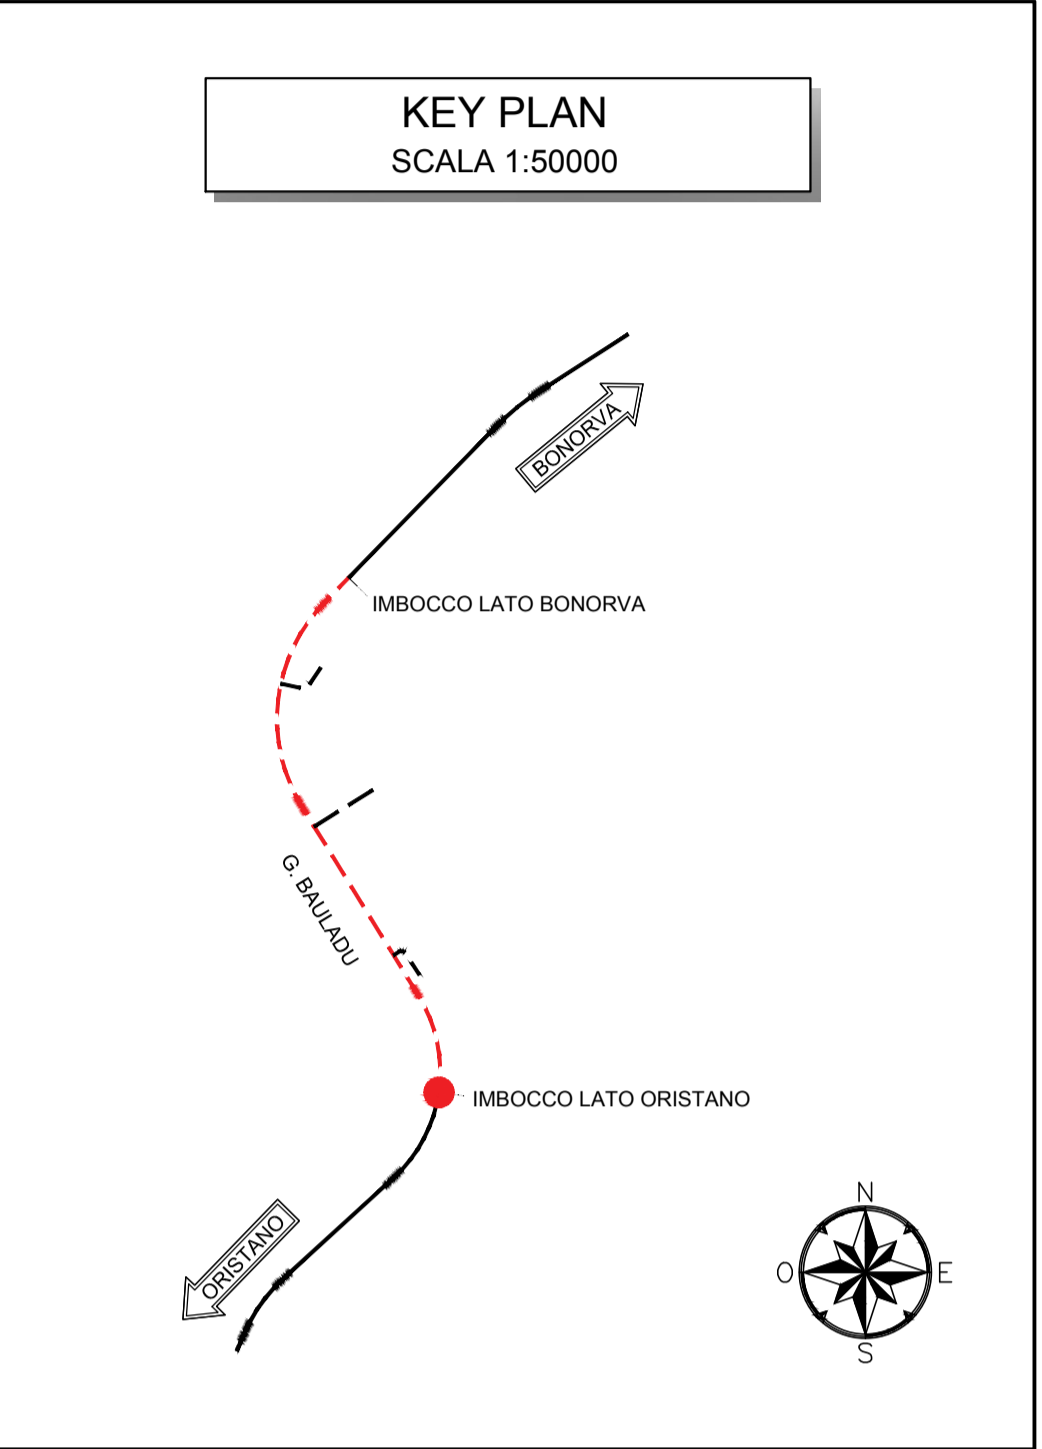 KEY PLAN
SCALA 1:50000
BONORVA
IMBOCCO LATO BONORVA
G. BAULADU
IMBOCCO LATO ORISTANO
ORISTANO
N
O
E
S